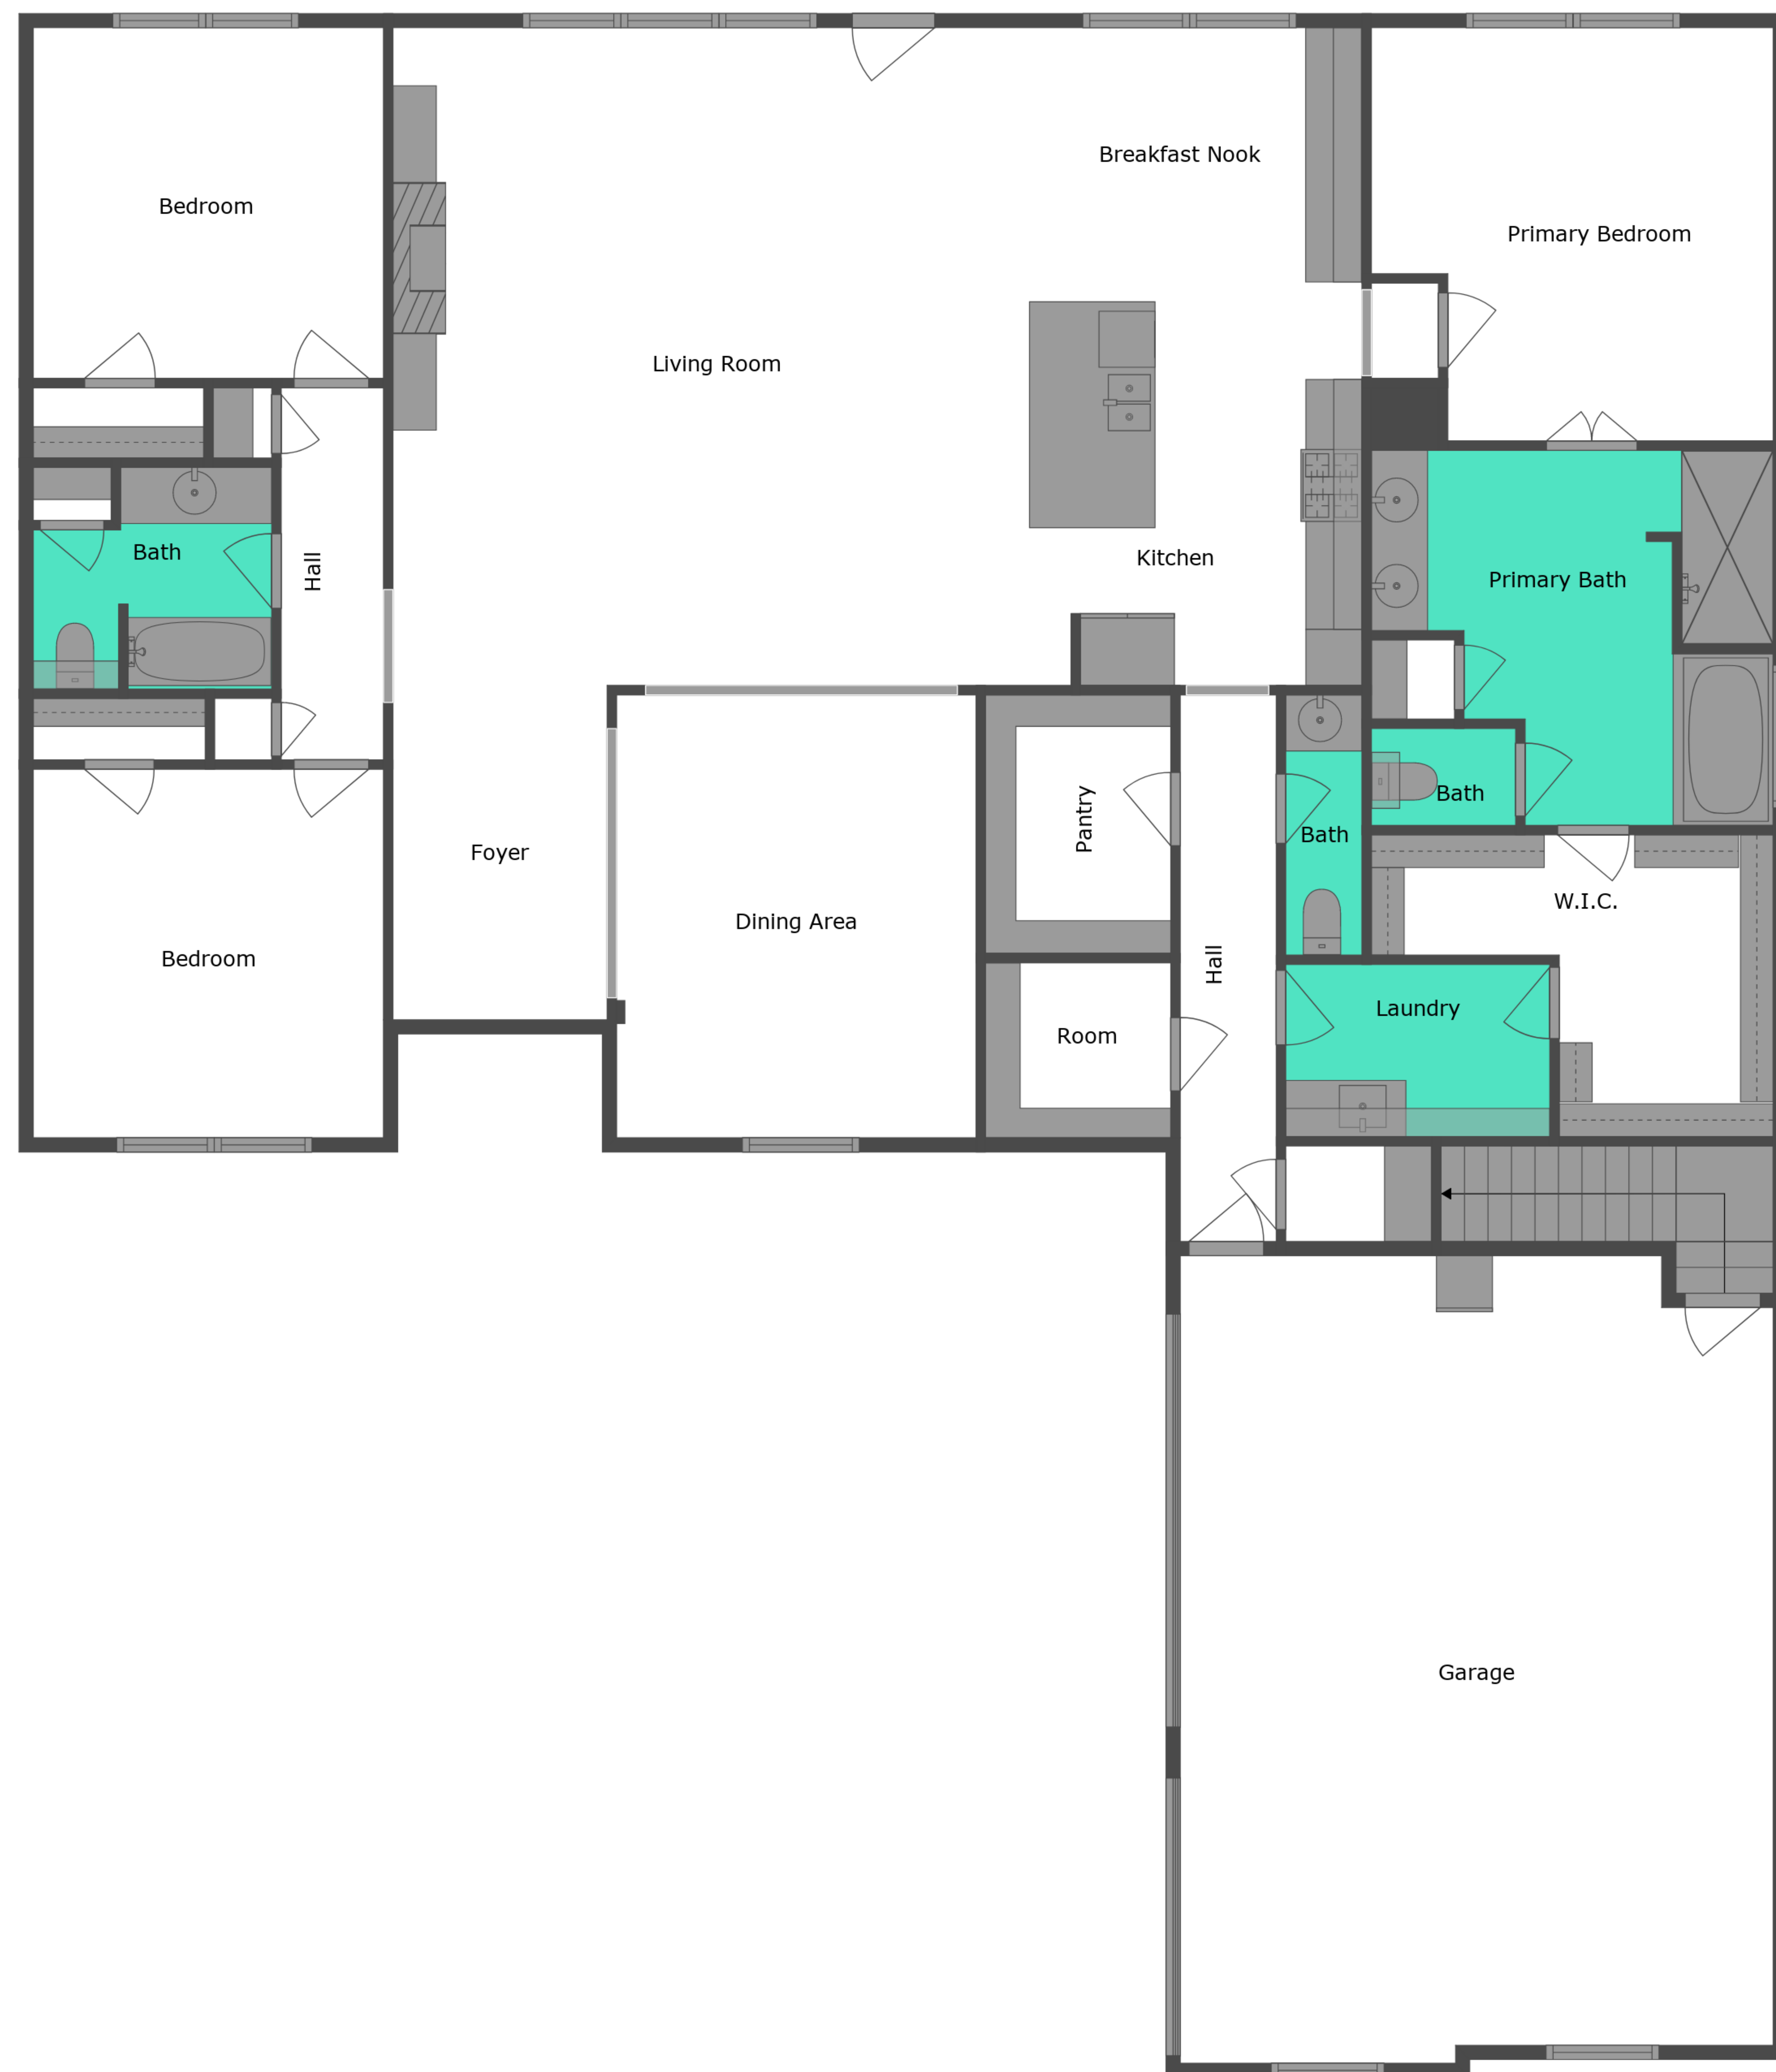 Breakfast Nook
Bedroom
Primary Bedroom
Living Room
Bath
Hall
Kitchen
Primary Bath
Bath
Pantry
Bath
Foyer
W.I.C.
Dining Area
Bedroom
Hall
Laundry
Room
Garage